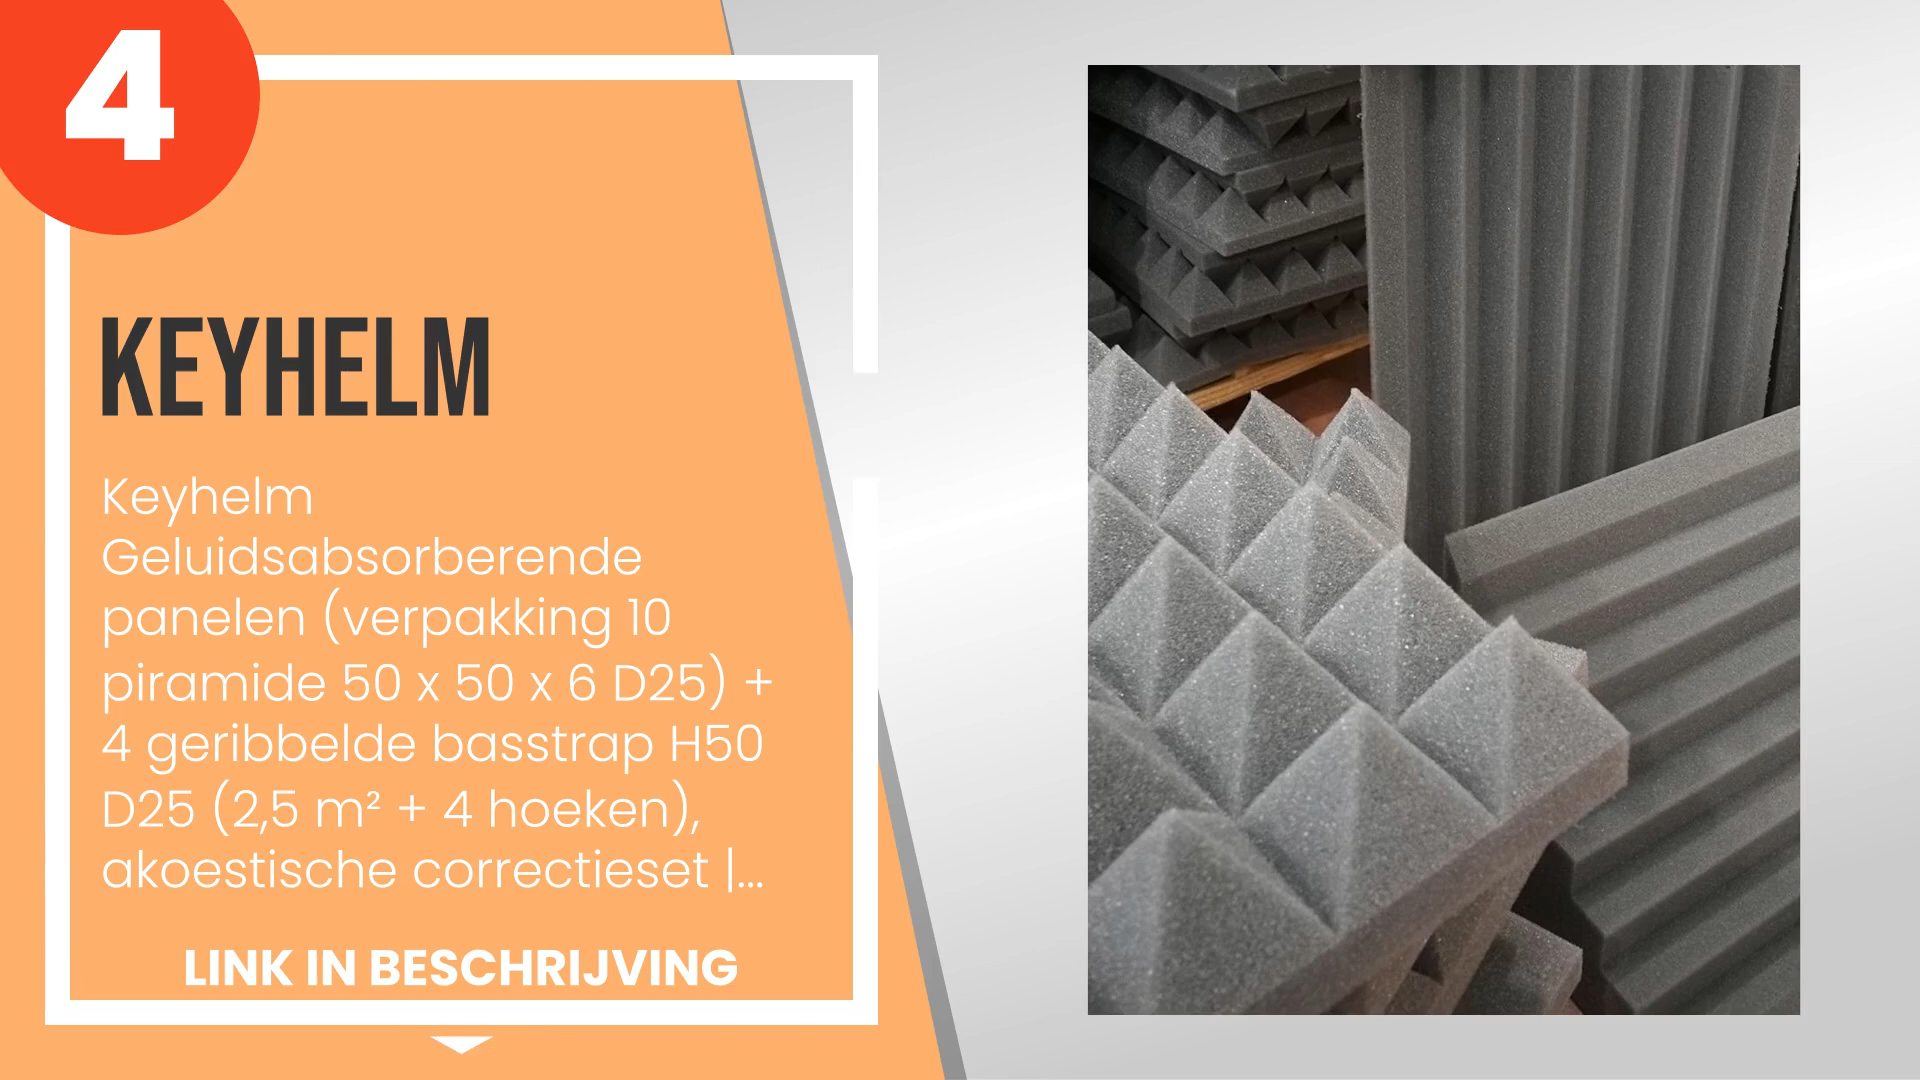 4
KEYHELM
Keyhelm
Geluidsabsorberende
panelen (verpakking 10
piramide 50 x 50 x 6 D25) +
4 geribbelde basstrap H50
D25 (2,5 m² + 4 hoeken),
akoestische correctieset |...
LINK IN BESCHRIJVING